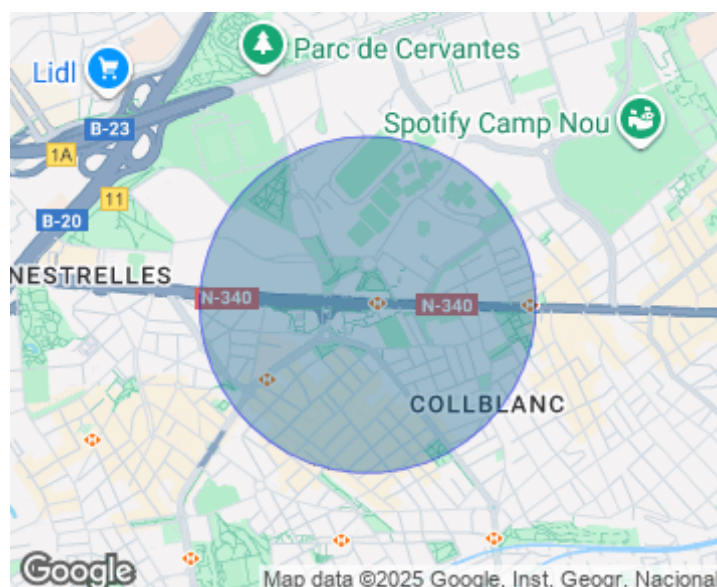 Parc de Cervantes
Lidl
Spotify Camp Nou
B-23
1A
11
B-20
NESTRELLES
N-340
N-340
COLLBLANC
Google
Map data ©2025 Google, Inst. Geogr. Nacional